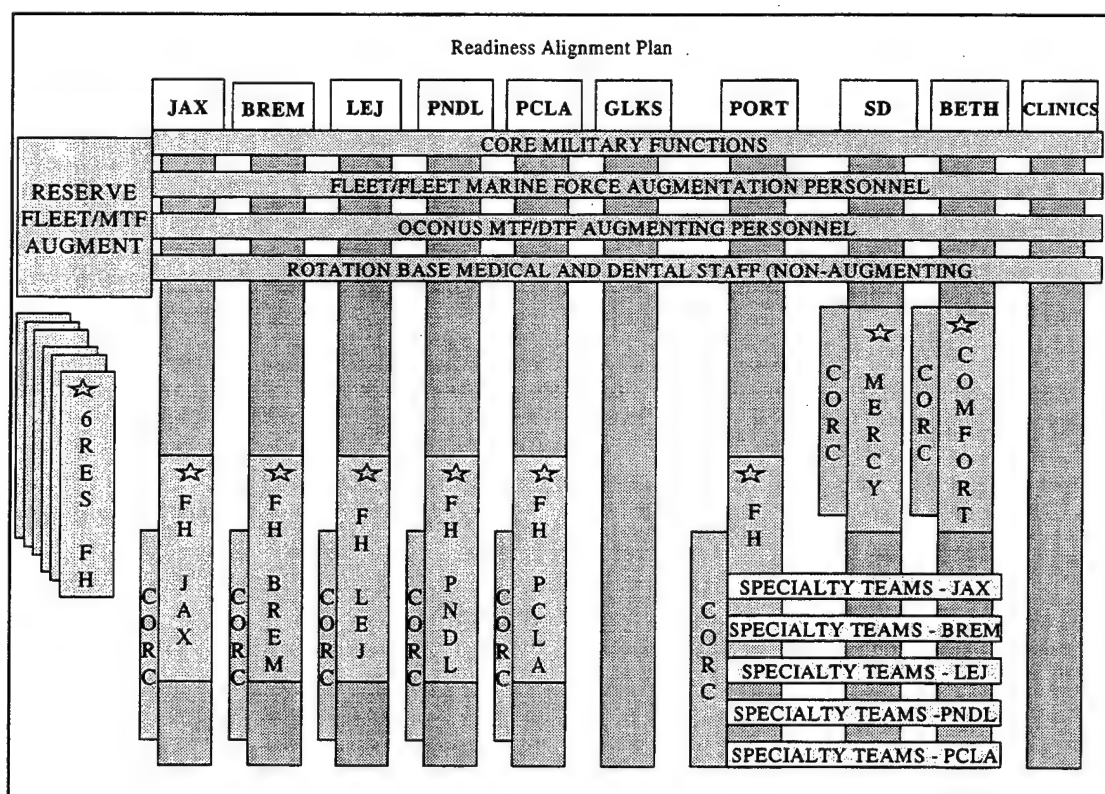 Readiness Alignment Plan
JAX
BREM
LEJ
PNDL
PCLA
GLKS
PORT
SD
BETH
CLINICS
CORE MILITARY FUNCTIONS
RESERVE
FLEET/MTF
AUGMENT
FLEET/FLEET MARINE FORCE AUGMENTATION PERSONNEL
OCONUS MTF/DTF AUGMENTING PERSONNEL
ROTATION BASE MEDICAL AND DENTAL STAFF (NON-AUGMENTING
6 RES FH
CORC
FH JAX
CORC
FH BREM
CORC
FH LEJ
CORC
FH PNDL
CORC
FH PCLA
CORC
FH
CORC
MERCY
CORC
COMFORT
SPECIALTY TEAMS - JAX
SPECIALTY TEAMS - BREM
SPECIALTY TEAMS - LEJ
SPECIALTY TEAMS -PNDL
SPECIALTY TEAMS - PCLA